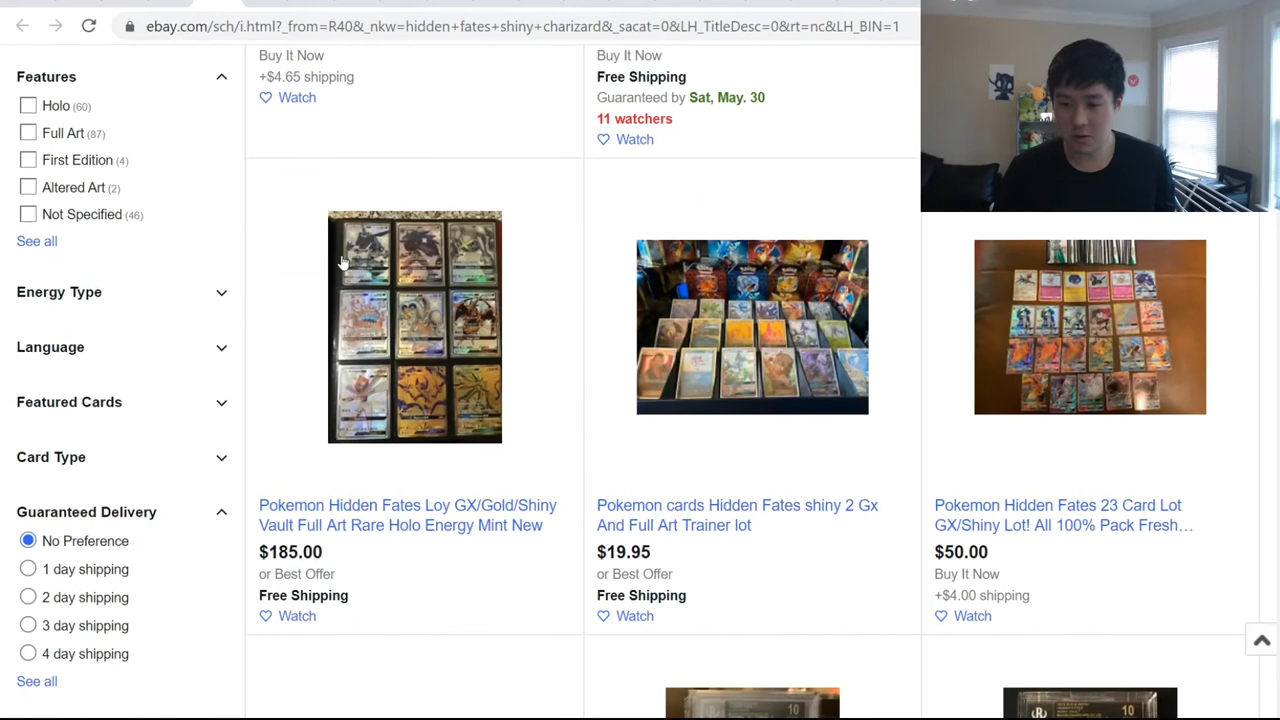 ebay.com/sch/i.html?_from=R40&_nkw=hidden+fates+shiny+charizard&_sacat=0&LH_TitleDesc=0&rt=nc&LH_BIN=1
Features
Holo (60)
Full Art (87)
First Edition (4)
Altered Art (2)
Not Specified (46)
See all
Energy Type
Language
Featured Cards
Card Type
Guaranteed Delivery
No Preference
1 day shipping
2 day shipping
3 day shipping
4 day shipping
See all
Buy It Now
+$4.65 shipping
Watch
Buy It Now
Free Shipping
Guaranteed by Sat, May. 30
11 watchers
Watch
Pokemon Hidden Fates Loy GX/Gold/Shiny
Vault Full Art Rare Holo Energy Mint New
$185.00
or Best Offer
Free Shipping
Watch
Pokemon cards Hidden Fates shiny 2 Gx
And Full Art Trainer lot
$19.95
or Best Offer
Free Shipping
Watch
Pokemon Hidden Fates 23 Card Lot
GX/Shiny Lot! All 100% Pack Fresh…
$50.00
Buy It Now
+$4.00 shipping
Watch
10
10